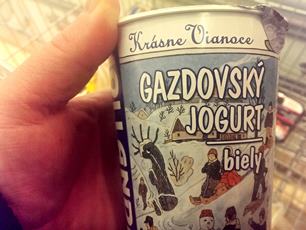 Krásne Vianoce
GAZDOVSKÝ
JOGURT
biely